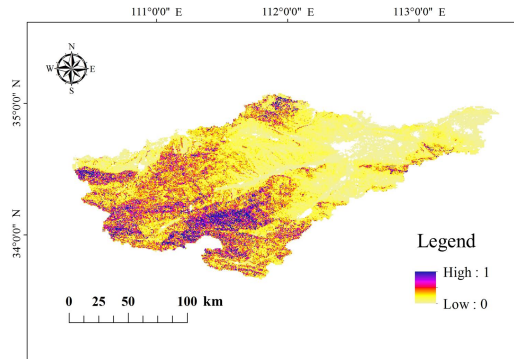 111°0'0" E 112°0'0" E 113°0'0" E
N
W E
S
35°0'0" N
34°0'0" N
Legend
High : 1
Low : 0
0 25 50 100 km